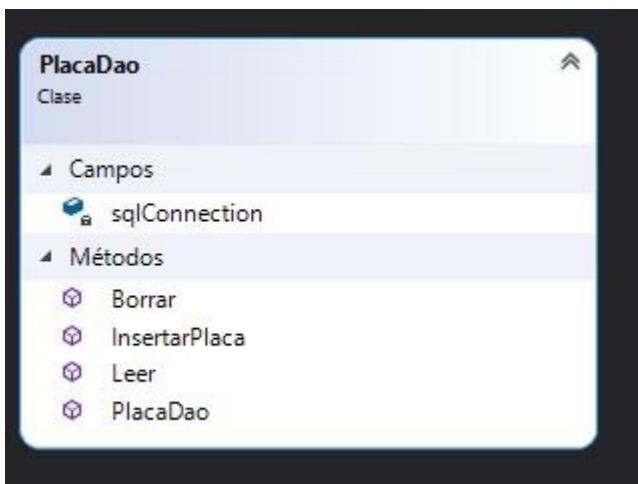 PlacaDao
Clase
Campos
sqlConnection
Métodos
Borrar
InsertarPlaca
Leer
PlacaDao